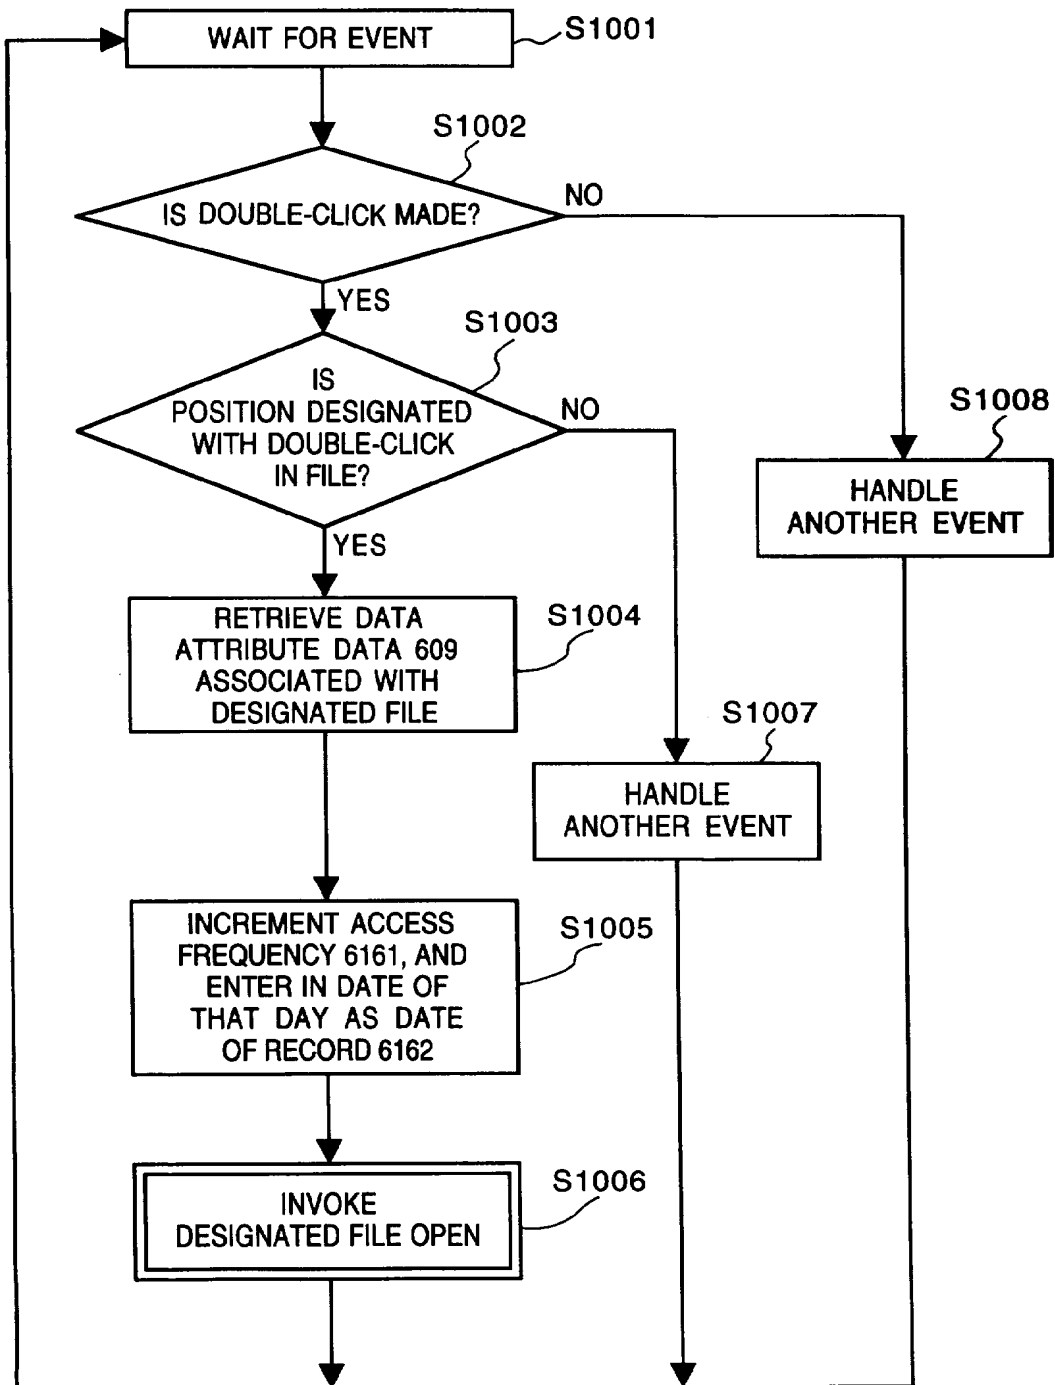 WAIT FOR EVENT
S1001
S1002
IS DOUBLE-CLICK MADE?
NO
YES
S1003
IS
POSITION DESIGNATED
WITH DOUBLE-CLICK
IN FILE?
NO
YES
S1008
HANDLE
ANOTHER EVENT
RETRIEVE DATA
ATTRIBUTE DATA 609
ASSOCIATED WITH
DESIGNATED FILE
S1004
S1007
HANDLE
ANOTHER EVENT
INCREMENT ACCESS
FREQUENCY 6161, AND
ENTER IN DATE OF
THAT DAY AS DATE
OF RECORD 6162
S1005
INVOKE
DESIGNATED FILE OPEN
S1006